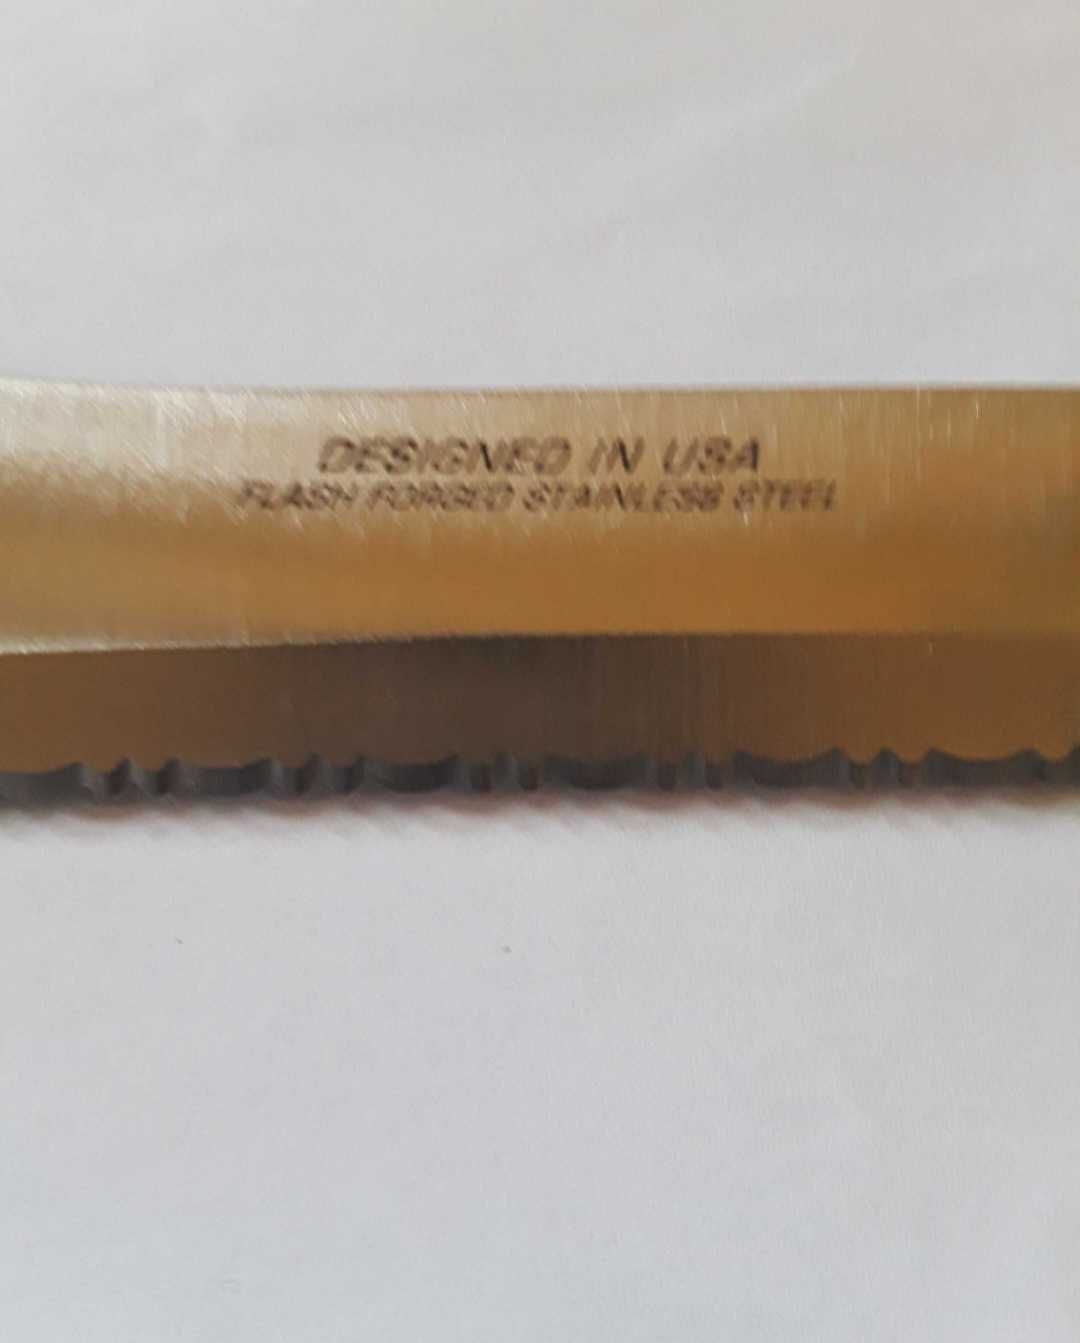 DESIGNED IN USA
FLASH FORGED STAINLESS STEEL